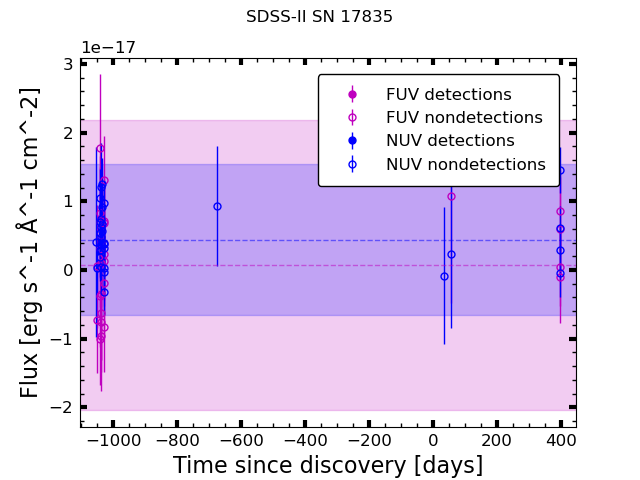 SDSS-II SN 17835
1e−17
3
2
1
0
−1
−2
Flux [erg s^-1 Å^-1 cm^-2]
FUV detections
FUV nondetections
NUV detections
NUV nondetections
−1000 −800 −600 −400 −200 0 200 400
Time since discovery [days]